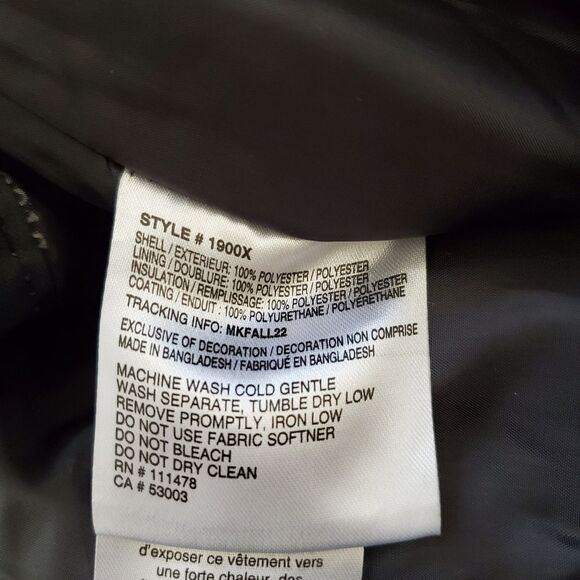 STYLE # 1900X
SHELL / EXTERIEUR: 100% POLYESTER / POLYESTER
LINING / DOUBLURE: 100% POLYESTER / POLYESTER
INSULATION / REMPLISSAGE: 100% POLYESTER / POLYESTER
COATING / ENDUIT : 100% POLYURETHANE / POLYÉRETHANE
TRACKING INFO: MKFALL22
EXCLUSIVE OF DECORATION / DECORATION NON COMPRISE
MADE IN BANGLADESH / FABRIQUÉ EN BANGLADESH
MACHINE WASH COLD GENTLE
WASH SEPARATE, TUMBLE DRY LOW
REMOVE PROMPTLY, IRON LOW
DO NOT USE FABRIC SOFTNER
DO NOT BLEACH
DO NOT DRY CLEAN
RN # 111478
CA # 53003
d'exposer ce vêtement vers
une forte chaleur, des